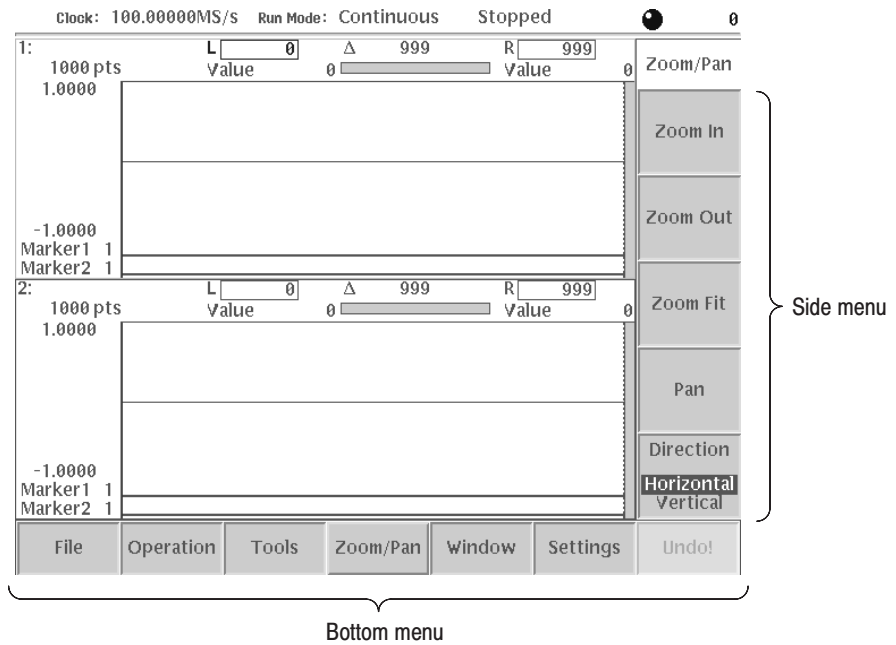 Clock: 100.00000MS/s Run Mode: Continuous Stopped 0
1: L 0 Δ 999 R 999
1000 pts Value 0 Value 0
1.0000
-1.0000
Marker1 1
Marker2 1
2: L 0 Δ 999 R 999
1000 pts Value 0 Value 0
1.0000
-1.0000
Marker1 1
Marker2 1
Zoom/Pan
Zoom In
Zoom Out
Zoom Fit
Pan
Direction
Horizontal
Vertical
Side menu
File Operation Tools Zoom/Pan Window Settings Undo!
Bottom menu